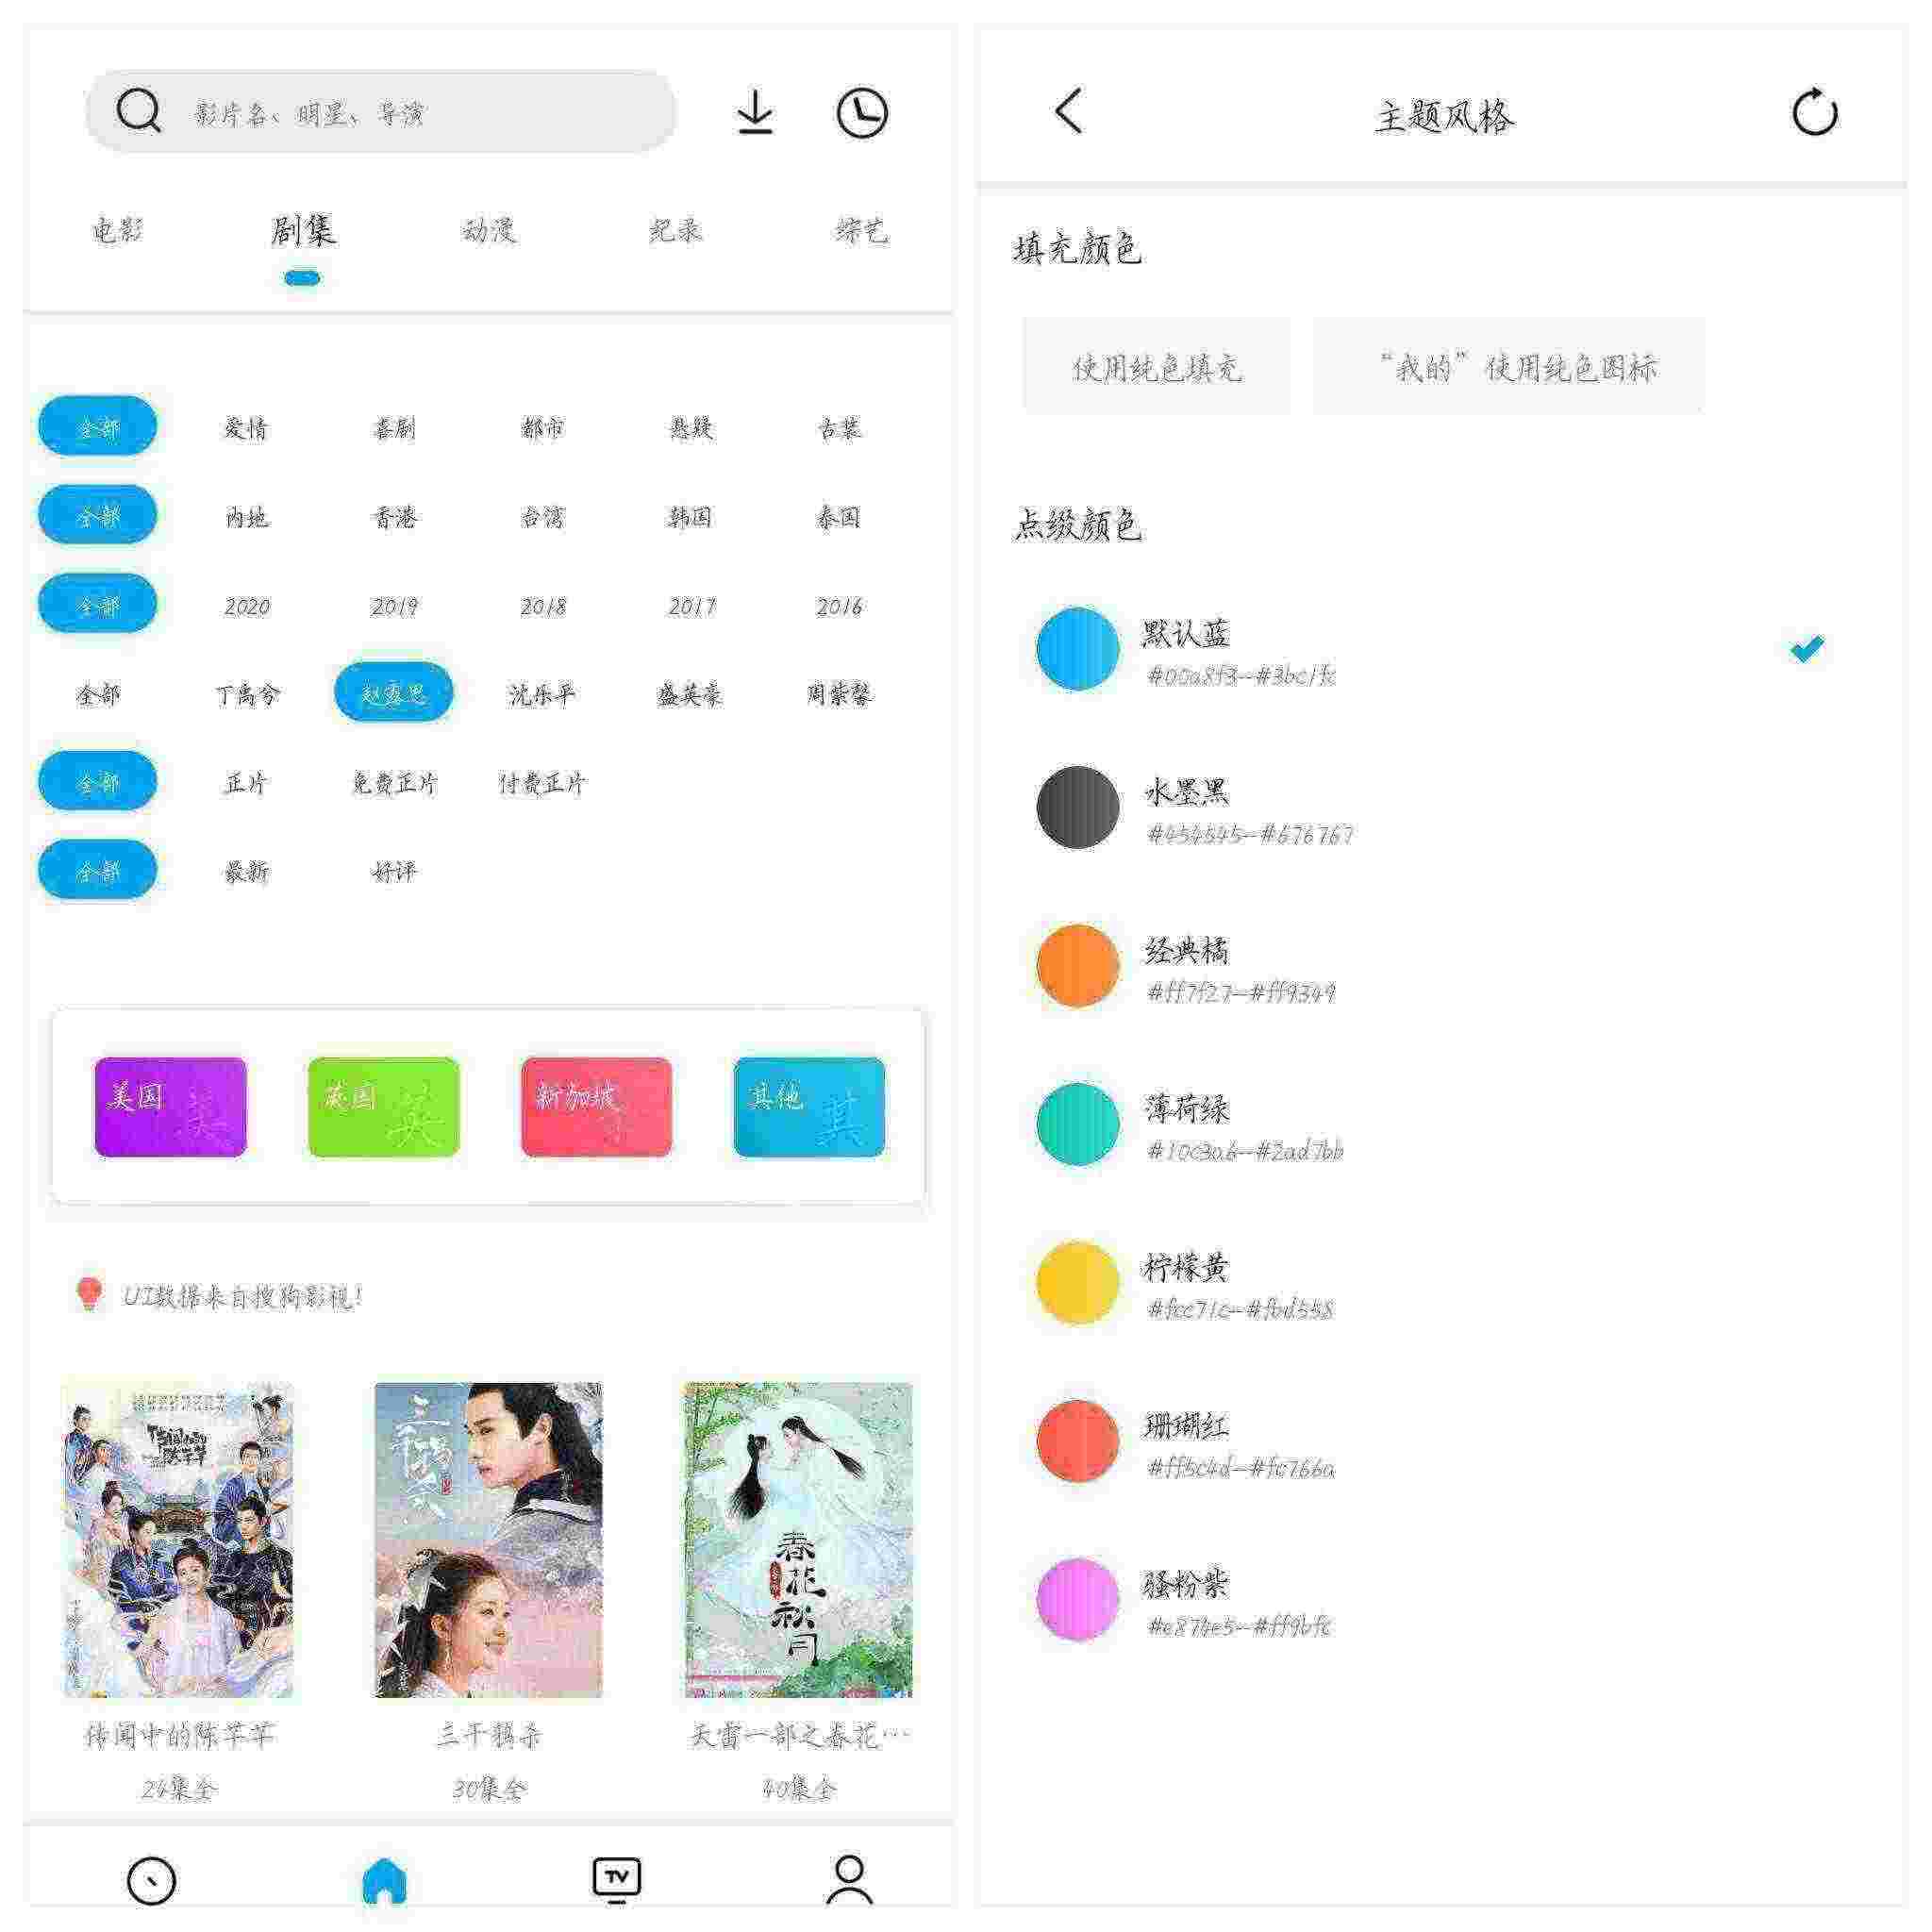 影片名、明星、导演
电影 剧集 动漫 纪录 综艺
全部 爱情 喜剧 都市 悬疑 古装
全部 内地 香港 台湾 韩国 泰国
全部 2020 2019 2018 2017 2016
全部 丁禹兮 赵露思 沈乐平 盛英豪 周紫馨
全部 正片 免费正片 付费正片
全部 最新 好评
美国 美 英国 英 新加坡 其他 其
UI数据来自搜狗影视!
三千鸦杀
春花秋月
传闻中的陈芊芊 三千鸦杀 天雷一部之春花…
24集全 30集全 40集全
TV
主题风格
填充颜色
使用纯色填充 “我的”使用纯色图标
点缀颜色
默认蓝
#00a8f3--#3bc1fc
水墨黑
#454545--#676767
经典橘
#ff7f27--#ff9349
薄荷绿
#10c3a6--#2ad7bb
柠檬黄
#fcc71c--#fbd558
珊瑚红
#ff5c4d--#fc766a
骚粉紫
#e874e5--#ff9bfc